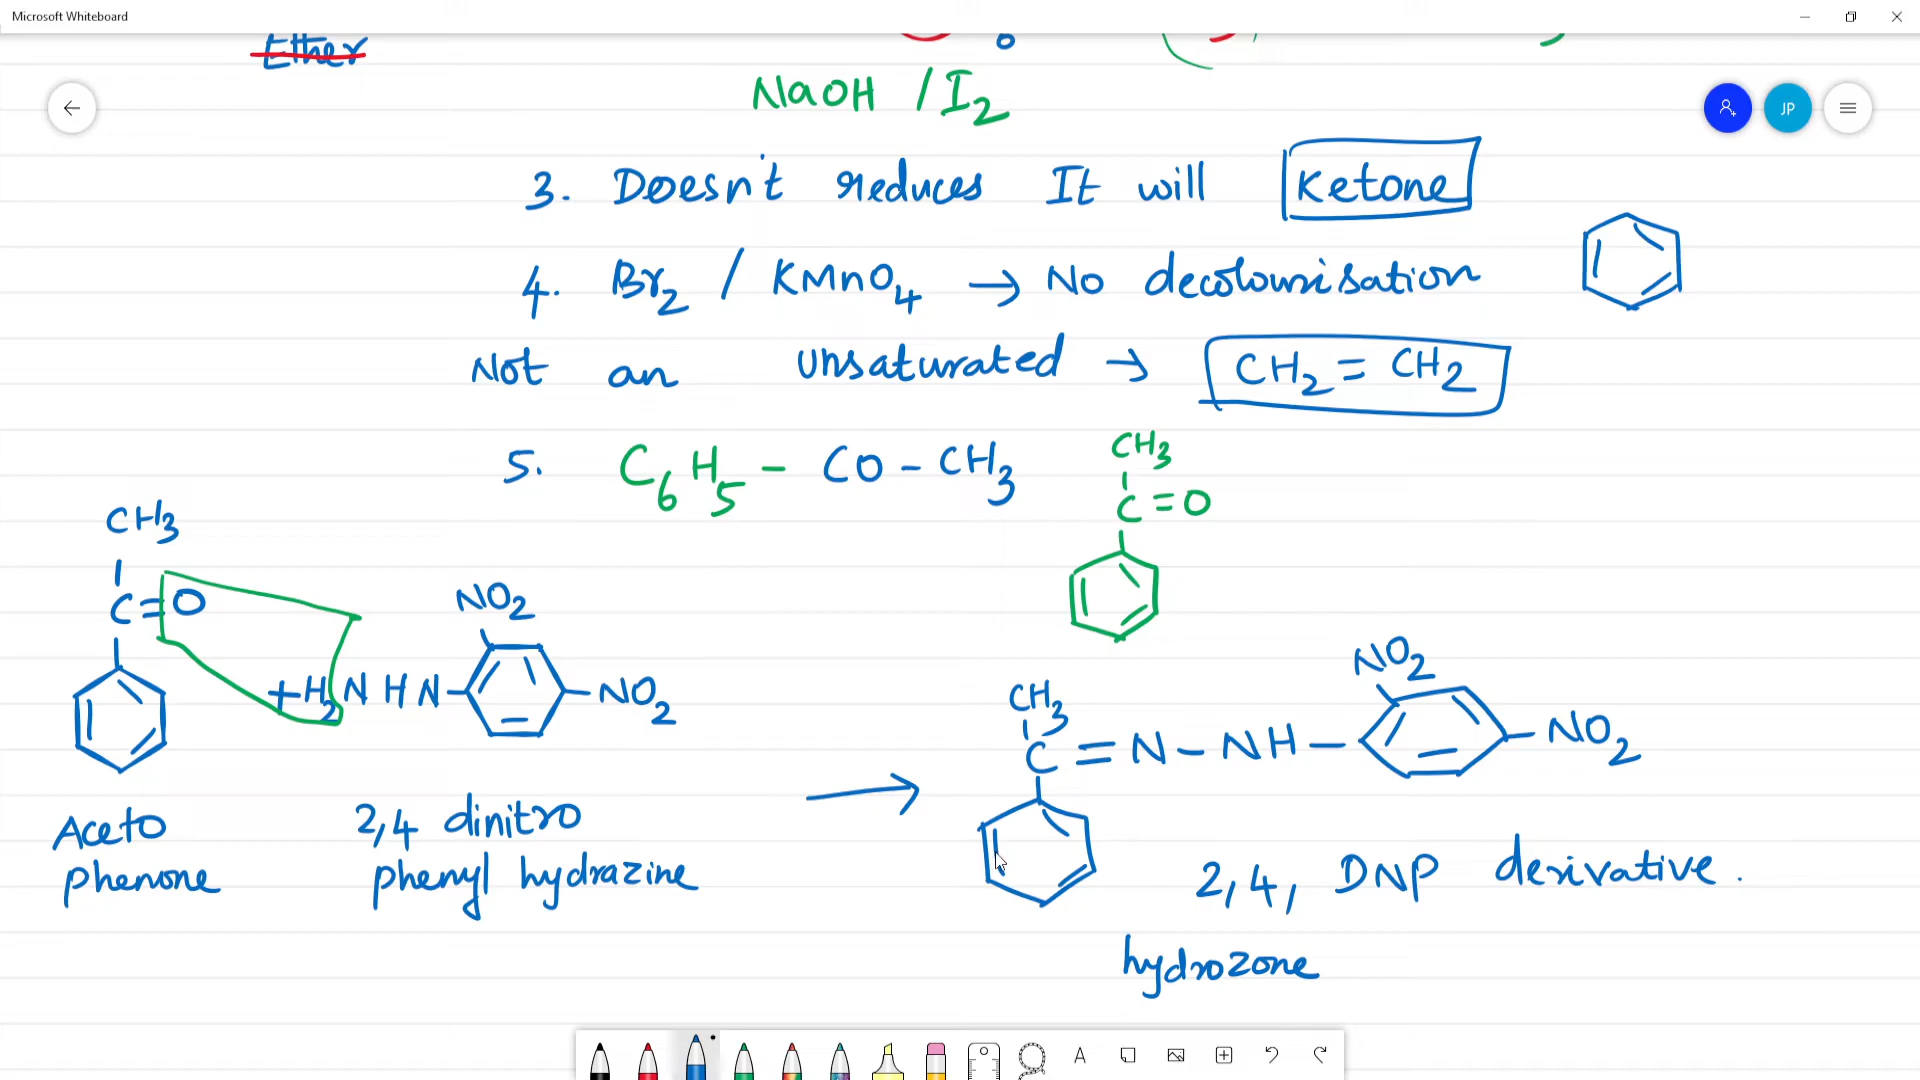 Microsoft Whiteboard
Ether
NaOH / I2
JP
3. Doesn't reduces It will Ketone
4. Br2 / KMnO4 → No decolourisation
Not an unsaturated → CH2 = CH2
5. C6H5 - CO - CH3
CH3
C = O
CH3
C=O
NO2
+ H2N HN - NO2
NO2
CH3
C = N - NH - NO2
Aceto
phenone
2,4 dinitro
phenyl hydrazine
→
2,4, DNP derivative.
hydrozone
A